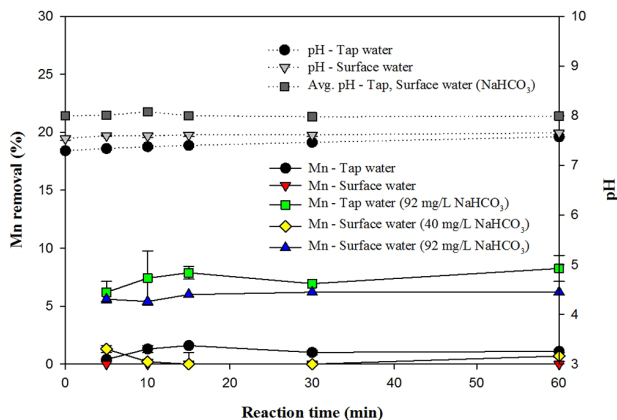 30
25
20
15
10
5
0
Mn removal (%)
10
9
8
7
6
5
4
3
pH
pH - Tap water
pH - Surface water
Avg. pH - Tap, Surface water (NaHCO₃)
Mn - Tap water
Mn - Surface water
Mn - Tap water (92 mg/L NaHCO₃)
Mn - Surface water (40 mg/L NaHCO₃)
Mn - Surface water (92 mg/L NaHCO₃)
0 10 20 30 40 50 60
Reaction time (min)